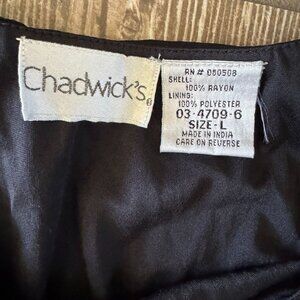 Chadwick's®
RN # 080508
SHELL:
100% RAYON
LINING:
100% POLYESTER
03-4709-6
SIZE-L
MADE IN INDIA
CARE ON REVERSE